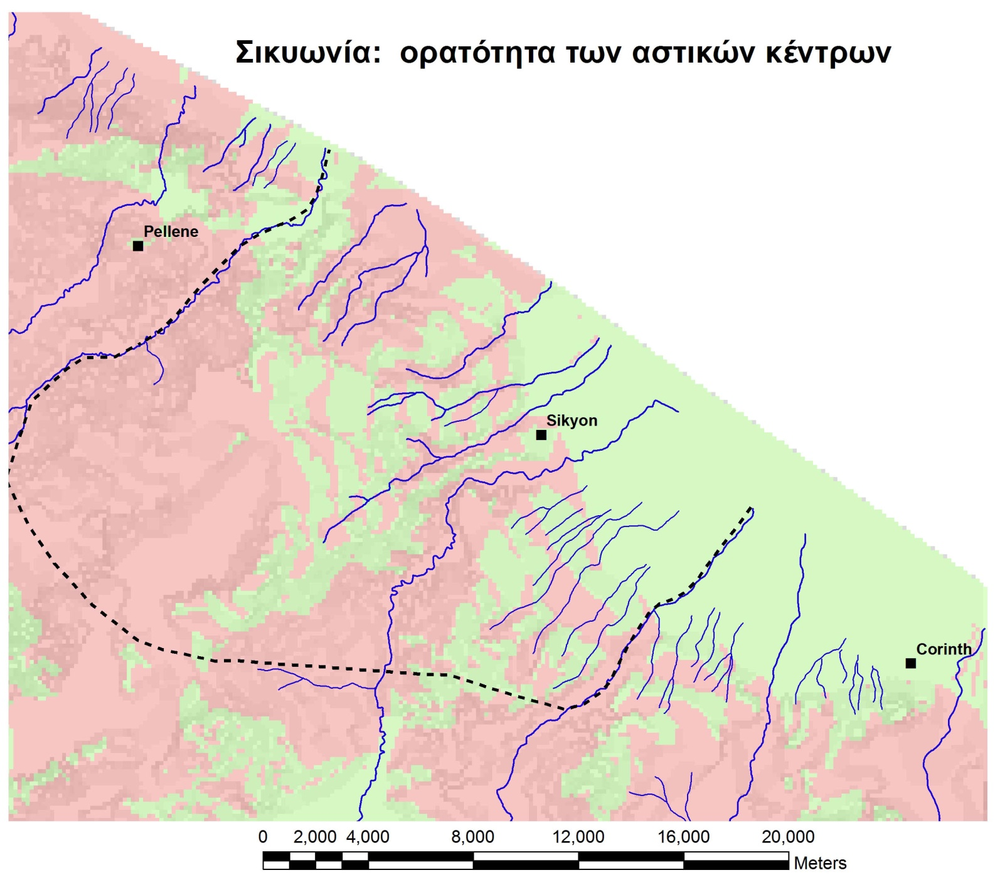 Σικυωνία: ορατότητα των αστικών κέντρων
Pellene
Sikyon
Corinth
0 2,000 4,000 8,000 12,000 16,000 20,000
Meters